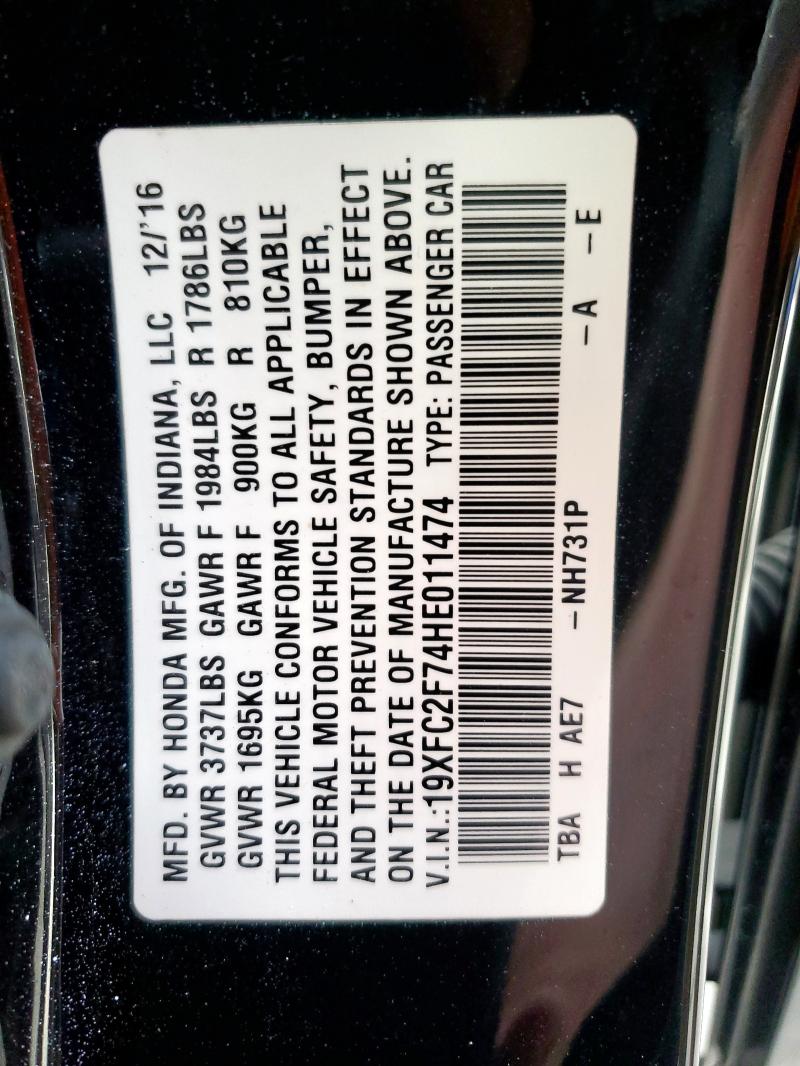 MFD. BY HONDA MFG. OF INDIANA, LLC 12/'16
GVWR 3737LBS GAWR F 1984LBS R 1786LBS
GVWR 1695KG GAWR F 900KG R 810KG
THIS VEHICLE CONFORMS TO ALL APPLICABLE
FEDERAL MOTOR VEHICLE SAFETY, BUMPER,
AND THEFT PREVENTION STANDARDS IN EFFECT
ON THE DATE OF MANUFACTURE SHOWN ABOVE.
V.I.N.:19XFC2F74HE011474 TYPE: PASSENGER CAR
TBA H AE7 –NH731P –A –E